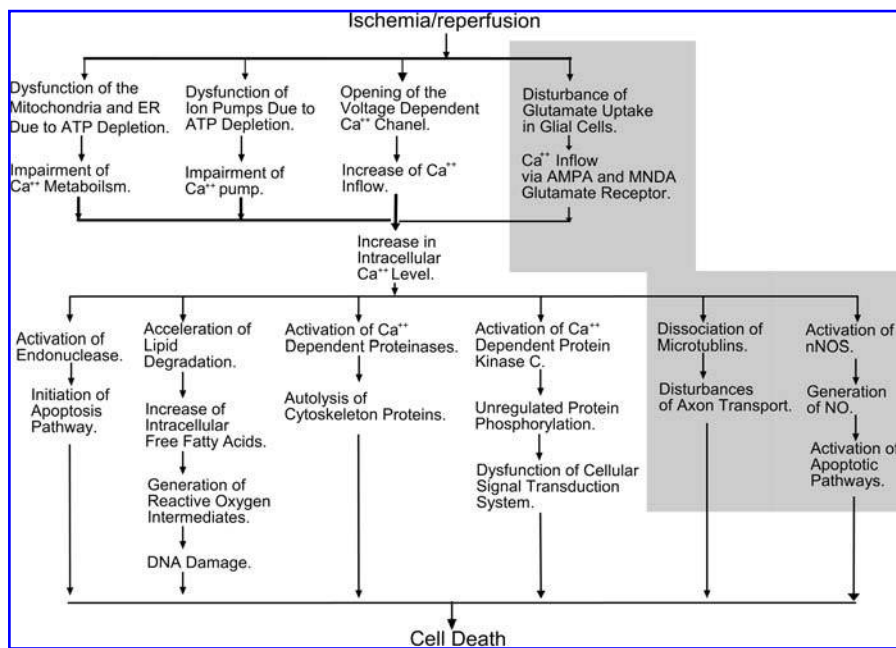 Ischemia/reperfusion
Dysfunction of the
Mitochondria and ER
Due to ATP Depletion.
Dysfunction of
Ion Pumps Due to
ATP Depletion.
Opening of the
Voltage Dependent
Ca⁺⁺ Chanel.
Disturbance of
Glutamate Uptake
in Glial Cells.
Impairment of
Ca⁺⁺ Metaboilsm.
Impairment of
Ca⁺⁺ pump.
Increase of Ca⁺⁺
Inflow.
Ca⁺⁺ Inflow
via AMPA and MNDA
Glutamate Receptor.
Increase in
Intracellular
Ca⁺⁺ Level.
Activation of
Endonuclease.
Acceleration of
Lipid
Degradation.
Activation of Ca⁺⁺
Dependent Proteinases.
Activation of Ca⁺⁺
Dependent Protein
Kinase C.
Dissociation of
Microtublins.
Activation of
nNOS.
Initiation of
Apoptosis
Pathway.
Increase of
Intracellular
Free Fatty Acids.
Autolysis of
Cytoskeleton Proteins.
Unregulated Protein
Phosphorylation.
Disturbances
of Axon Transport.
Generation
of NO.
Generation of
Reactive Oxygen
Intermediates.
Dysfunction of Cellular
Signal Transduction
System.
Activation of
Apoptotic
Pathways.
DNA Damage.
Cell Death